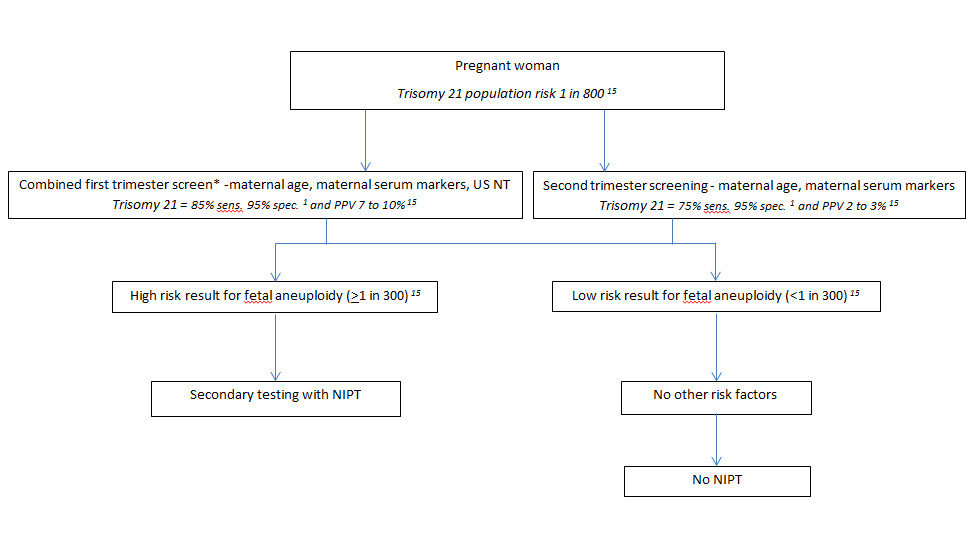 Pregnant woman
Trisomy 21 population risk 1 in 800 15
Combined first trimester screen* -maternal age, maternal serum markers, US NT
Trisomy 21 = 85% sens. 95% spec. 1 and PPV 7 to 10% 15
Second trimester screening - maternal age, maternal serum markers
Trisomy 21 = 75% sens. 95% spec. 1 and PPV 2 to 3% 15
High risk result for fetal aneuploidy (≥1 in 300) 15
Low risk result for fetal aneuploidy (<1 in 300) 15
Secondary testing with NIPT
No other risk factors
No NIPT